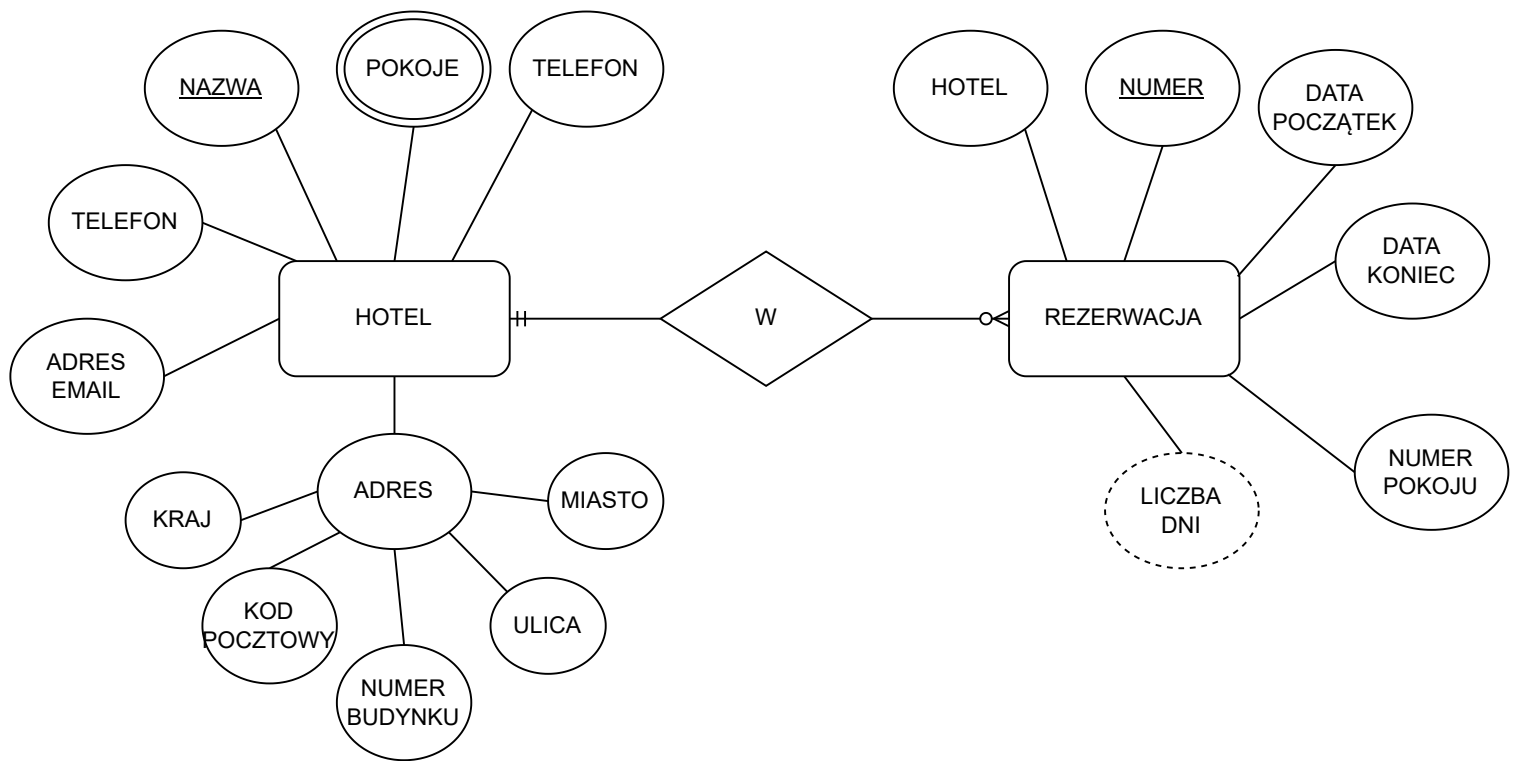 NAZWA
POKOJE
TELEFON
TELEFON
HOTEL
ADRES
EMAIL
ADRES
KRAJ
MIASTO
KOD
POCZTOWY
ULICA
NUMER
BUDYNKU
W
HOTEL
NUMER
DATA
POCZĄTEK
DATA
KONIEC
REZERWACJA
NUMER
POKOJU
LICZBA
DNI